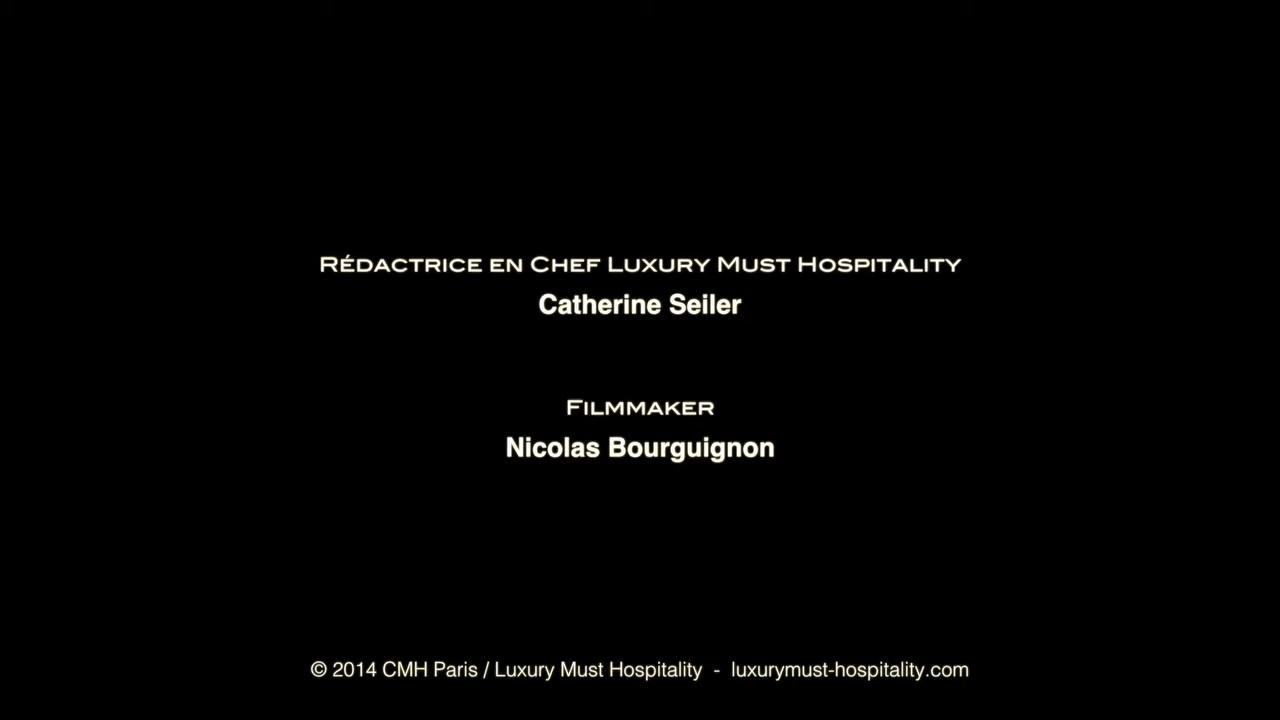 Rédactrice en Chef Luxury Must Hospitality
Catherine Seiler
Filmmaker
Nicolas Bourguignon
© 2014 CMH Paris / Luxury Must Hospitality - luxurymust-hospitality.com